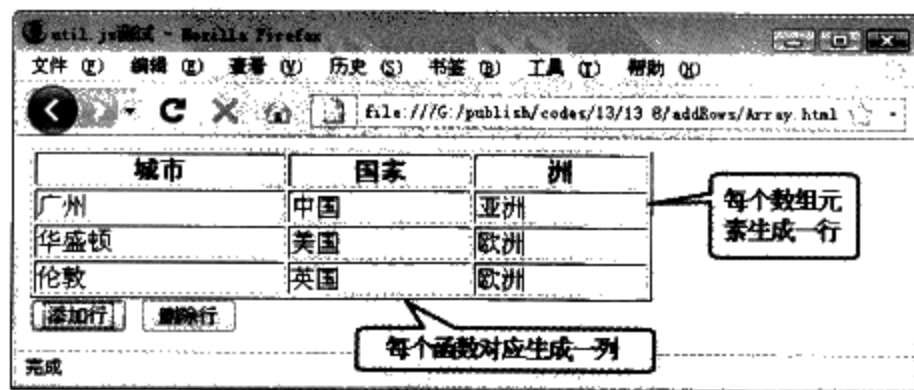 util.js测试 - Mozilla Firefox
文件 (F) 编辑 (E) 查看 (V) 历史 (S) 书签 (B) 工具 (T) 帮助 (H)
file:///G:/publish/codes/13/13 8/addRows/Array.html
城市 国家 洲
广州 中国 亚洲
华盛顿 美国 欧洲
伦敦 英国 欧洲
每个数组元
素生成一行
添加行 删除行
每个函数对应生成一列
完成